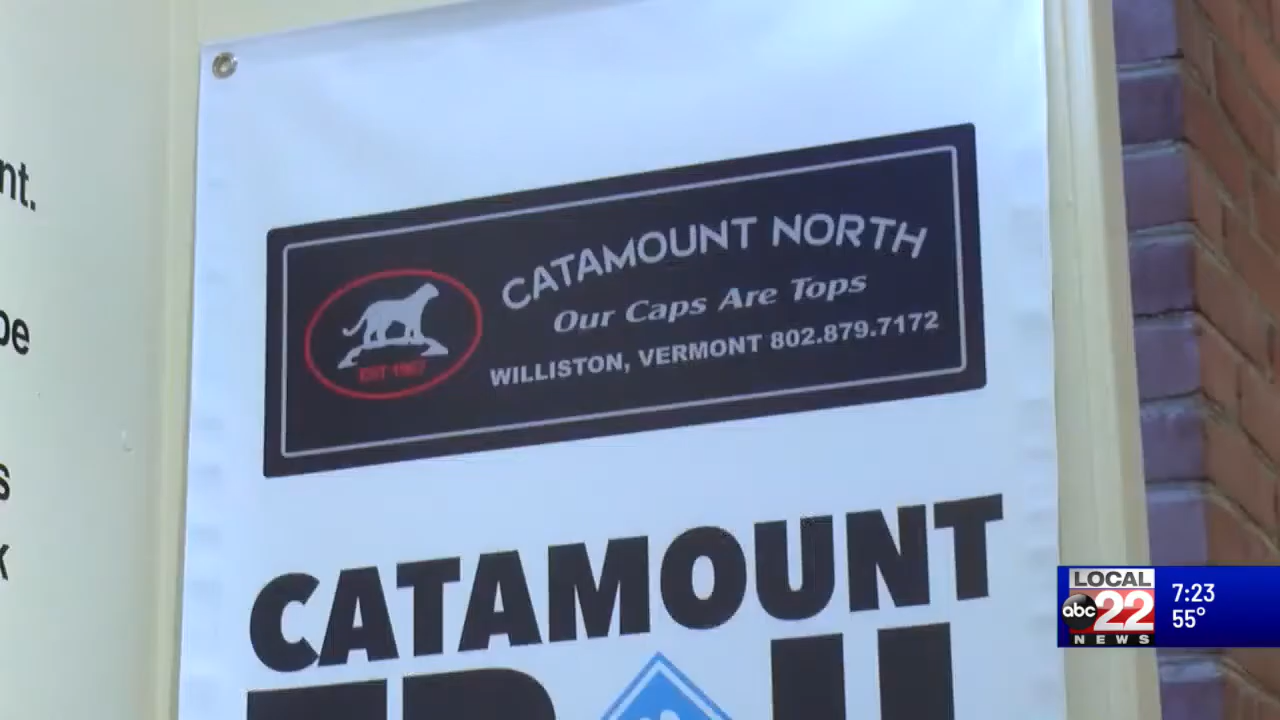 nt.
be
s
k
CATAMOUNT NORTH
Our Caps Are Tops
WILLISTON, VERMONT 802.879.7172
CATAMOUNT
LOCAL
abc 22
NEWS
7:23
55°